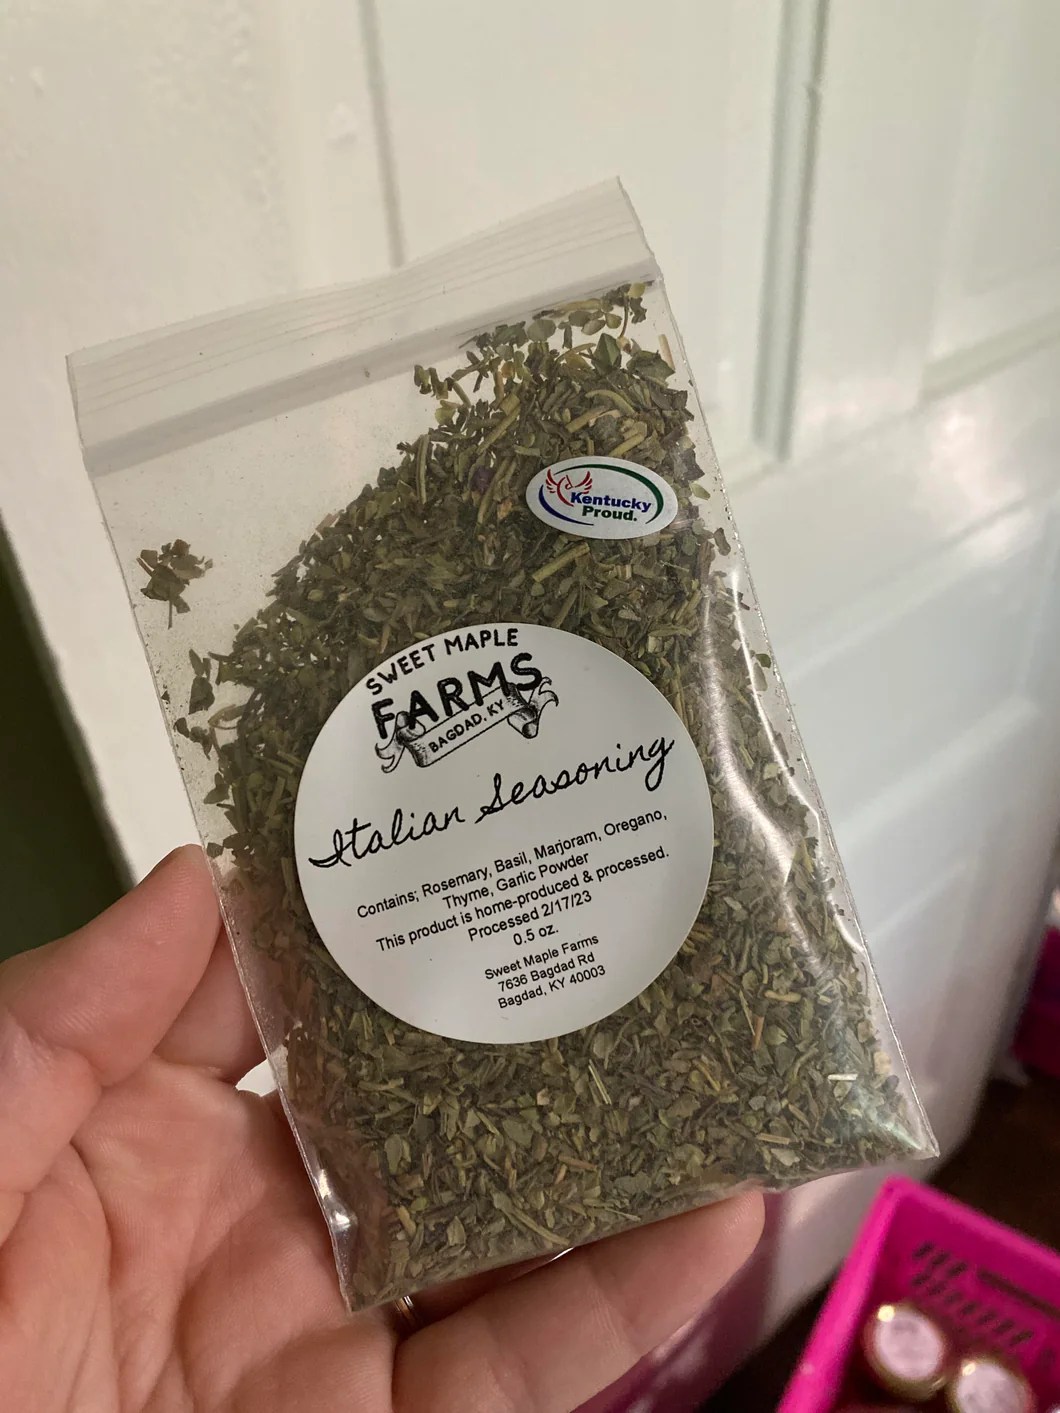 Kentucky
Proud.
SWEET MAPLE
FARMS
BAGDAD, KY
Italian Seasoning
Contains; Rosemary, Basil, Marjoram, Oregano,
Thyme, Garlic Powder
This product is home-produced & processed.
Processed 2/17/23
0.5 oz.
Sweet Maple Farms
7636 Bagdad Rd
Bagdad, KY 40003